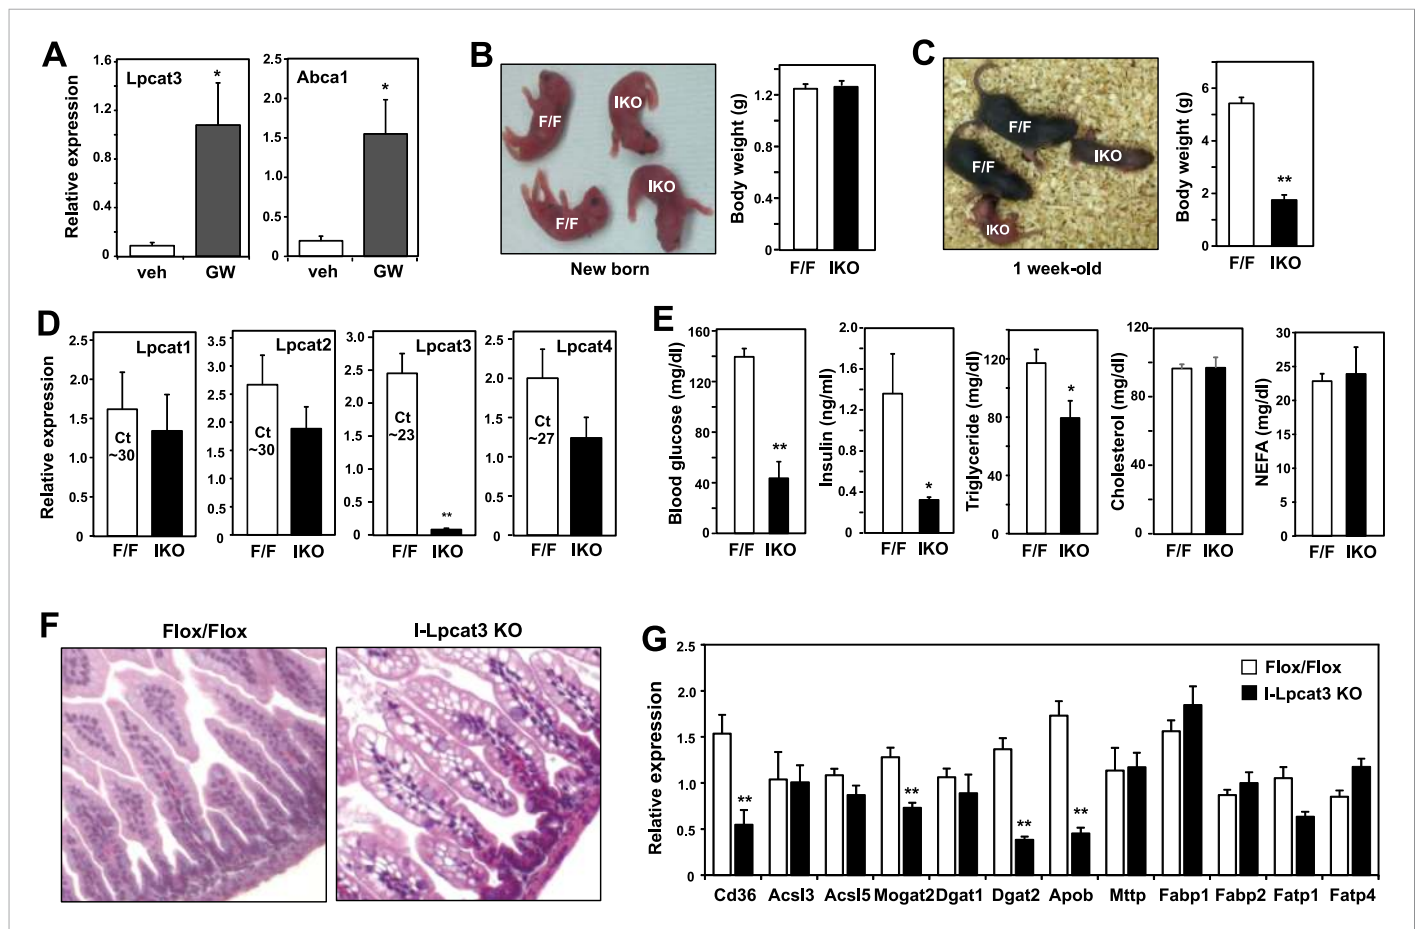 A
Relative expression
1.6
1.2
1.0
0.6
0.2
0
Lpcat3
*
veh GW
2.5
2.0
1.5
1.0
0.5
0
Abca1
*
veh GW
B
F/F
IKO
F/F
IKO
New born
Body weight (g)
1.2
0.8
0.4
0
F/F IKO
C
F/F
IKO
F/F
IKO
1 week-old
Body weight (g)
6
4
2
0
**
F/F IKO
D
Relative expression
2.5
2.0
1.5
1.0
0.5
0
Lpcat1
Ct
~30
F/F IKO
3.5
3.0
2.5
2.0
1.5
1.0
0.5
0
Lpcat2
Ct
~30
F/F IKO
3.0
2.5
2.0
1.5
1.0
0.5
0
Lpcat3
Ct
~23
**
F/F IKO
2.5
2.0
1.5
1.0
0.5
0
Lpcat4
Ct
~27
F/F IKO
E
Blood glucose (mg/dl)
160
140
80
40
0
**
F/F IKO
Insulin (ng/ml)
2.0
1.6
1.2
0.8
0.4
0
*
F/F IKO
Triglyceride (mg/dl)
120
80
40
0
*
F/F IKO
Cholesterol (mg/dl)
120
80
40
0
F/F IKO
NEFA (mg/dl)
30
25
20
15
10
5
0
F/F IKO
F
Flox/Flox
I-Lpcat3 KO
G
Relative expression
2.5
2.0
1.5
1.0
0.5
0
Flox/Flox
I-Lpcat3 KO
**
**
**
**
Cd36 Acsl3 Acsl5 Mogat2 Dgat1 Dgat2 Apob Mttp Fabp1 Fabp2 Fatp1 Fatp4